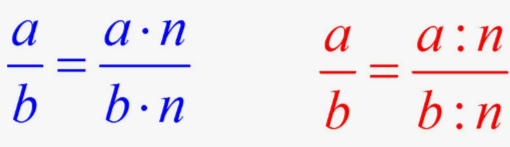 a/b = a · n / b · n
a/b = a : n / b : n